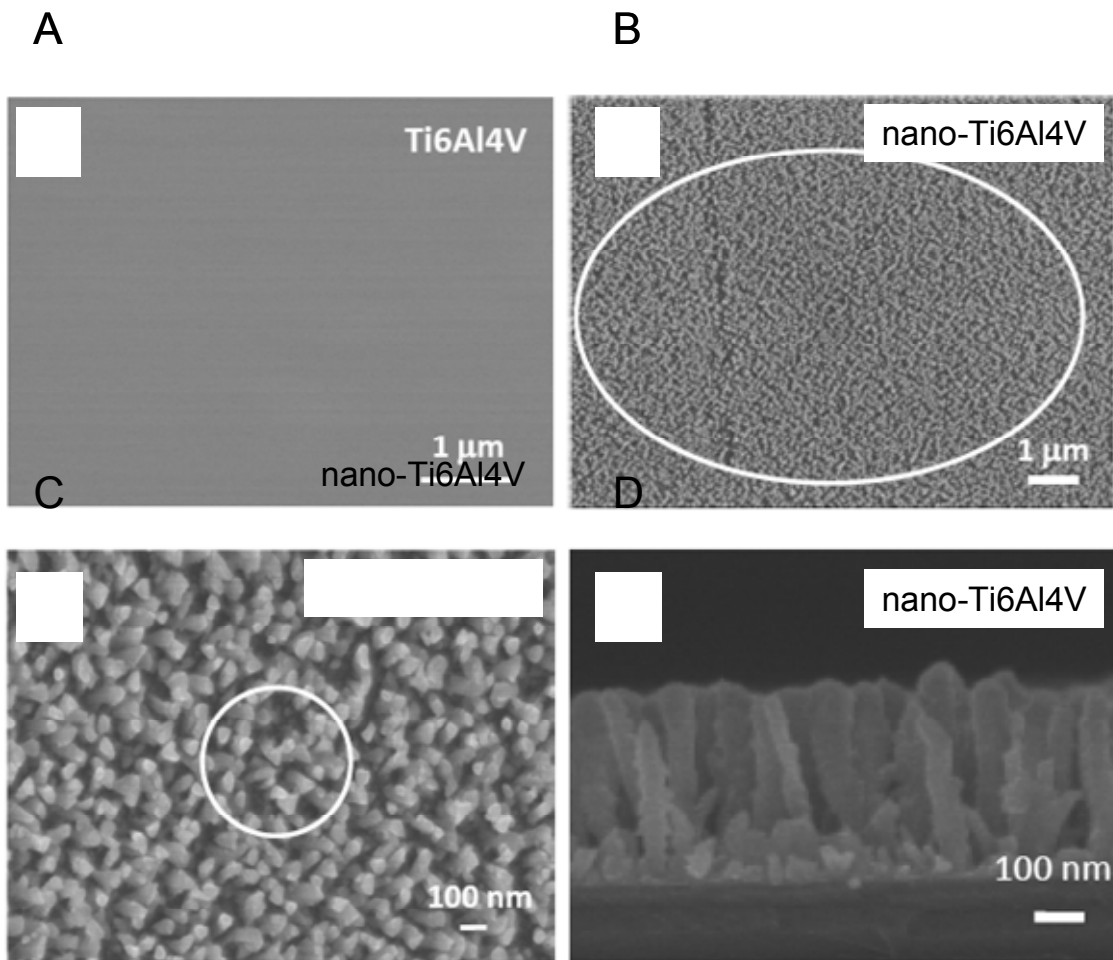 A
B
Ti6Al4V
nano-Ti6Al4V
1 μm
1 μm
nano-Ti6Al4V
C
D
nano-Ti6Al4V
100 nm
100 nm